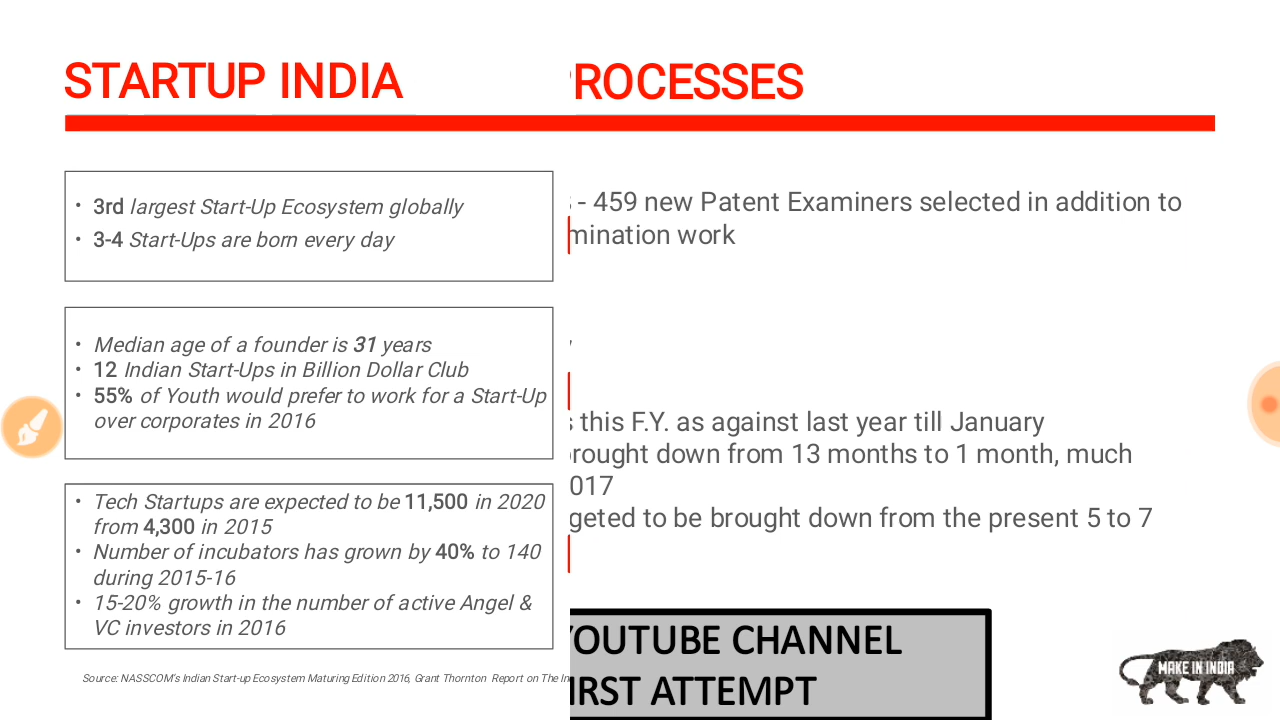 STARTUP INDIA
ROCESSES
• 3rd largest Start-Up Ecosystem globally
• 3-4 Start-Ups are born every day
• Median age of a founder is 31 years
• 12 Indian Start-Ups in Billion Dollar Club
• 55% of Youth would prefer to work for a Start-Up
over corporates in 2016
• Tech Startups are expected to be 11,500 in 2020
from 4,300 in 2015
• Number of incubators has grown by 40% to 140
during 2015-16
• 15-20% growth in the number of active Angel &
VC investors in 2016
Source: NASSCOM's Indian Start-up Ecosystem Maturing Edition 2016, Grant Thornton Report on The In
- 459 new Patent Examiners selected in addition to
mination work
this F.Y. as against last year till January
rought down from 13 months to 1 month, much
017
geted to be brought down from the present 5 to 7
YOUTUBE CHANNEL
IRST ATTEMPT
MAKE IN INDIA